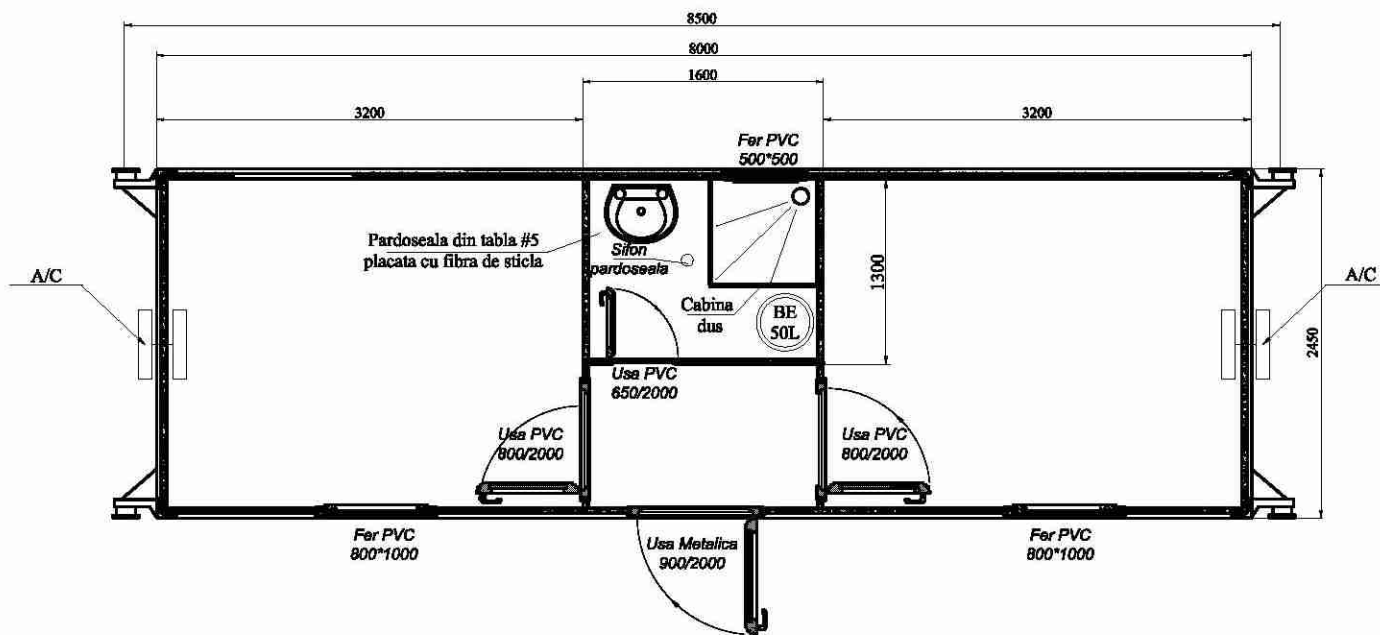 8500
8000
1600
3200
3200
Fer PVC
500*500
Pardoseala din tabla #5
placata cu fibra de sticla
Sifon
pardoseala
A/C
A/C
Cabina
dus
BE
50L
1300
2450
Usa PVC
650/2000
Usa PVC
800/2000
Usa PVC
800/2000
Fer PVC
800*1000
Usa Metalica
900/2000
Fer PVC
800*1000